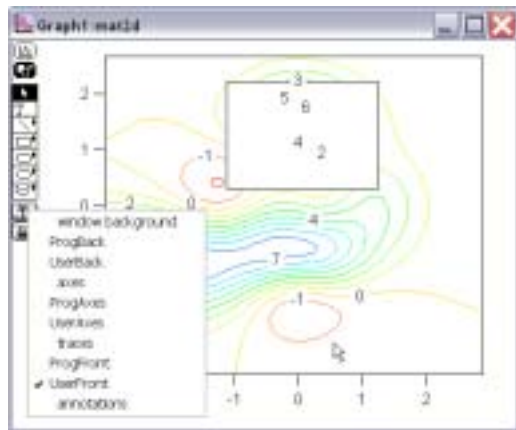 Graph1:mat2d
3
5
6
4
2
-1
0
2
4
7
-1
0
2
1
0
-1
0
1
2
window background
ProgBack
UserBack
axes
ProgAxes
UserAxes
traces
ProgFront
✔ UserFront
annotations